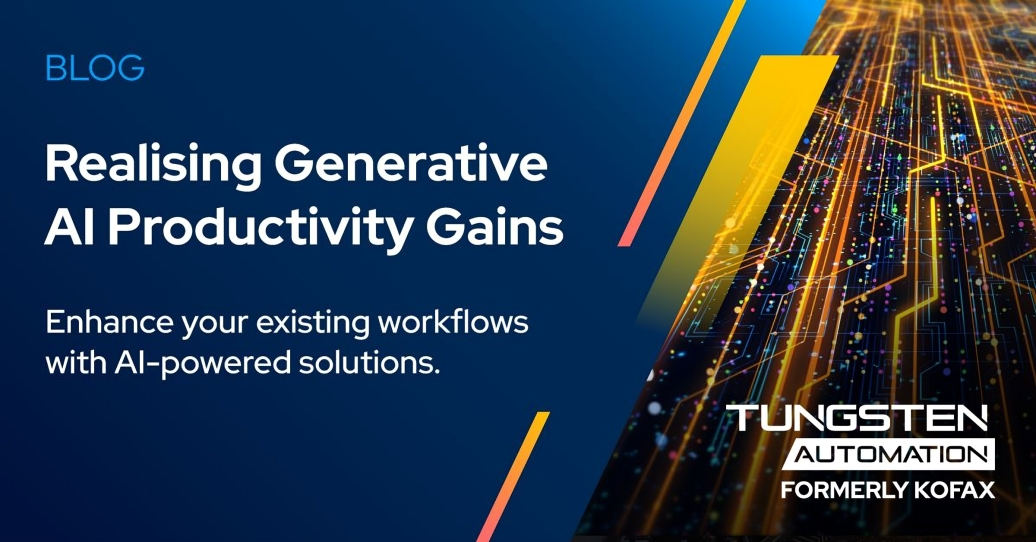 BLOG
Realising Generative
AI Productivity Gains
Enhance your existing workflows
with AI-powered solutions.
TUNGSTEN
AUTOMATION
FORMERLY KOFAX